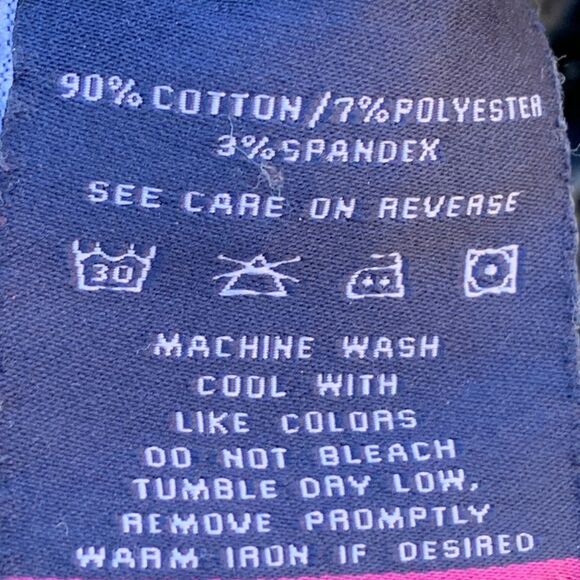 90% COTTON/7% POLYESTER
3% SPANDEX
SEE CARE ON REVERSE
30
MACHINE WASH
COOL WITH
LIKE COLORS
DO NOT BLEACH
TUMBLE DRY LOW,
REMOVE PROMPTLY
WARM IRON IF DESIRED